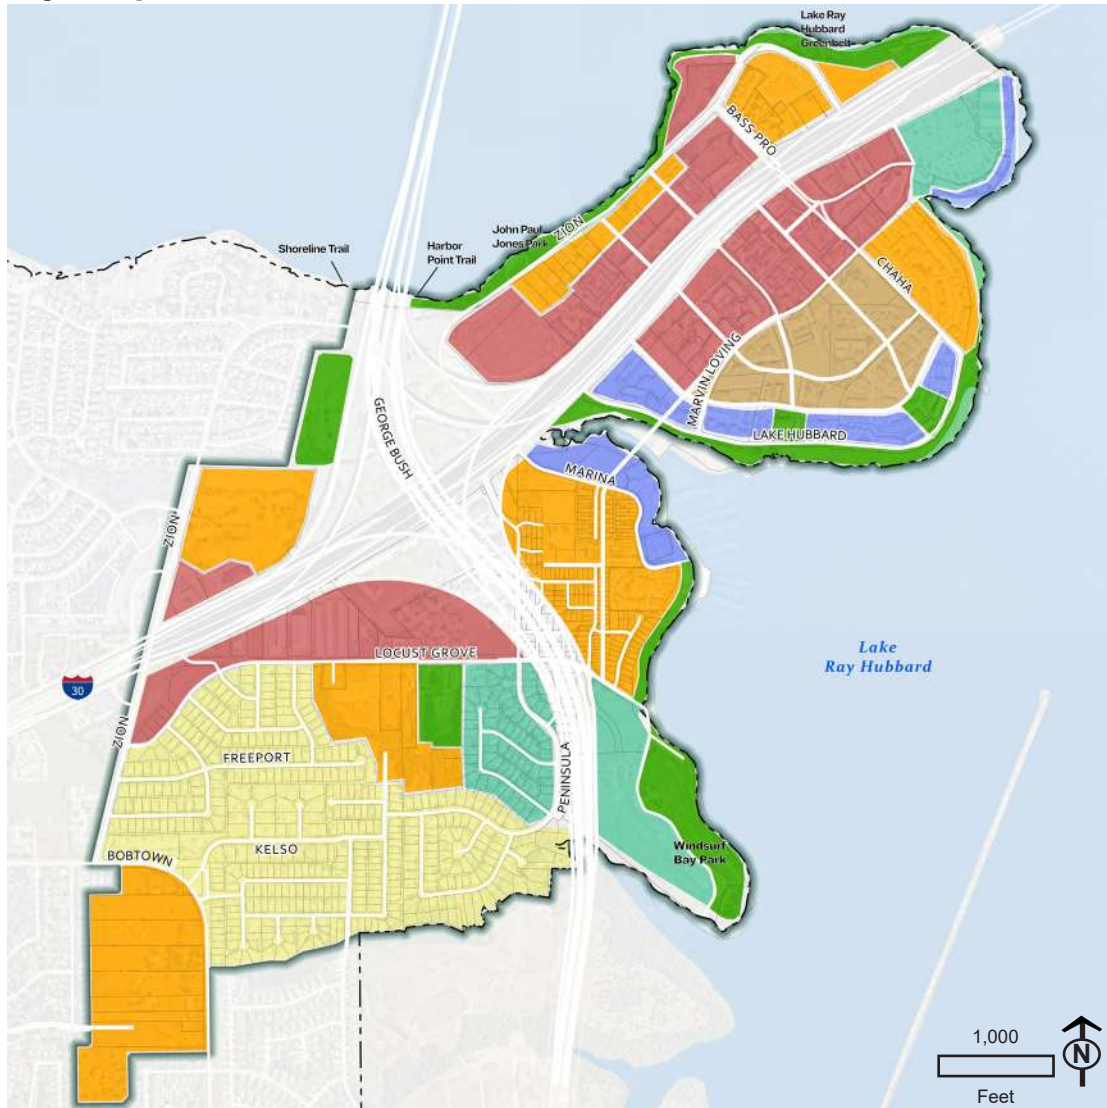 Lake Ray
Hubbard
Greenbelt
BASS PRO
ZION
John Paul
Jones Park
Shoreline Trail
Harbor
Point Trail
CHAHA
MARVIN LOVING
GEORGE BUSH
LAKE HUBBARD
MARINA
ZION
Lake
Ray Hubbard
LOCUST GROVE
30
ZION
FREEPORT
PENINSULA
KELSO
BOBTOWN
Windsurf
Bay Park
1,000
N
Feet